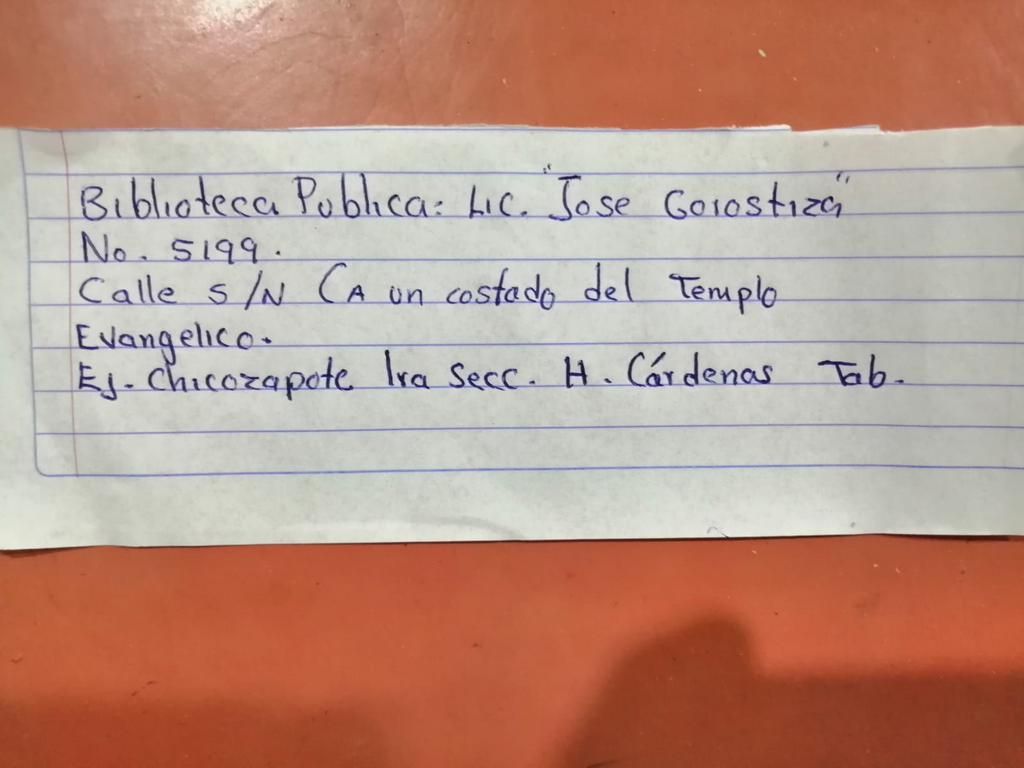 Biblioteca Publica: Lic. "Jose Gorostiza"
No. 5199.
Calle S/N (A un costado del Templo
Evangelico.
Ej. Chicozapote 1ra Secc. H. Cárdenas Tab.